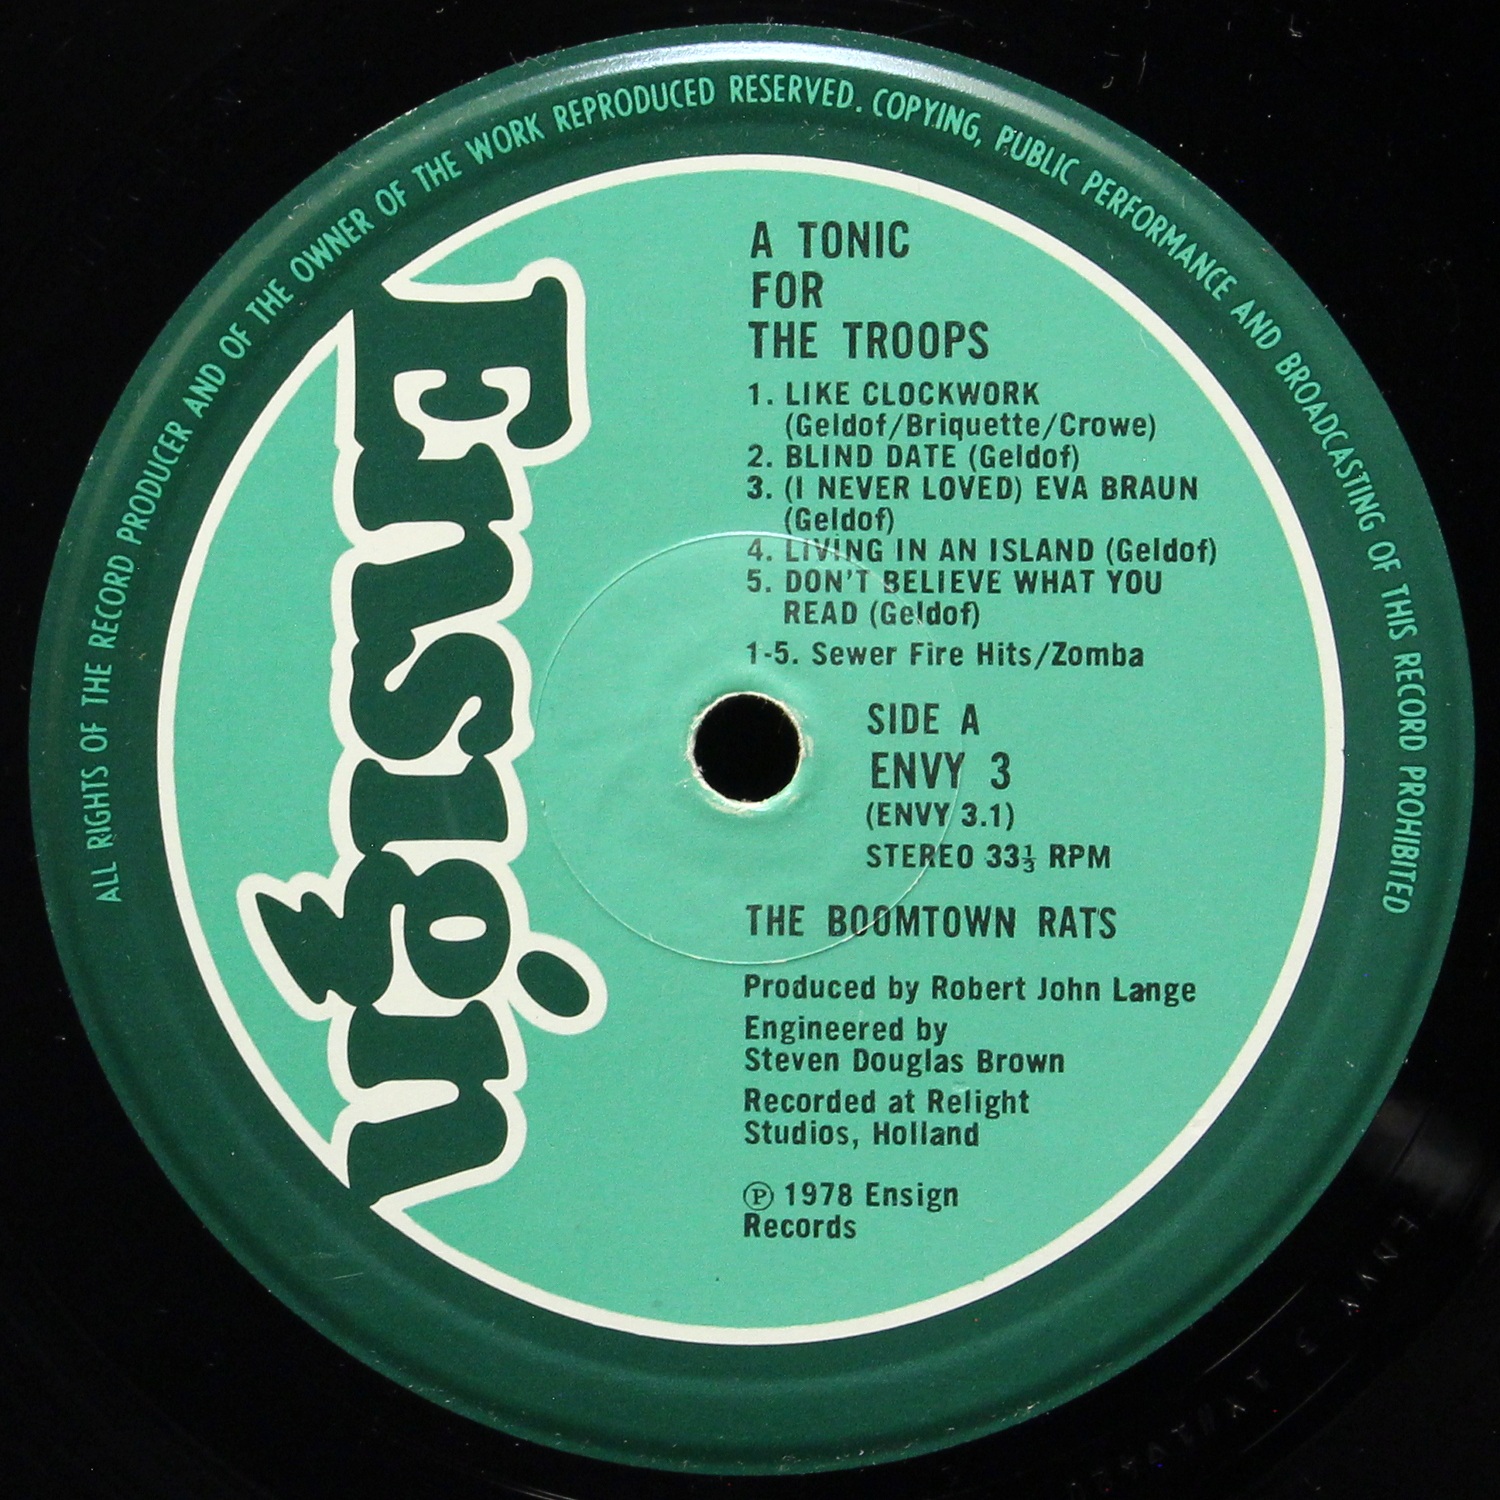 ALL RIGHTS OF THE RECORD PRODUCER AND OF THE OWNER OF THE WORK REPRODUCED RESERVED. COPYING, PUBLIC PERFORMANCE AND BROADCASTING OF THIS RECORD PROHIBITED
Ensign
A TONIC
FOR
THE TROOPS
1. LIKE CLOCKWORK
(Geldof/Briquette/Crowe)
2. BLIND DATE (Geldof)
3. (I NEVER LOVED) EVA BRAUN
(Geldof)
4. LIVING IN AN ISLAND (Geldof)
5. DON'T BELIEVE WHAT YOU
READ (Geldof)
1-5. Sewer Fire Hits/Zomba
SIDE A
ENVY 3
(ENVY 3.1)
STEREO 33⅓ RPM
THE BOOMTOWN RATS
Produced by Robert John Lange
Engineered by
Steven Douglas Brown
Recorded at Relight
Studios, Holland
Ⓟ 1978 Ensign
Records
ENVY 3